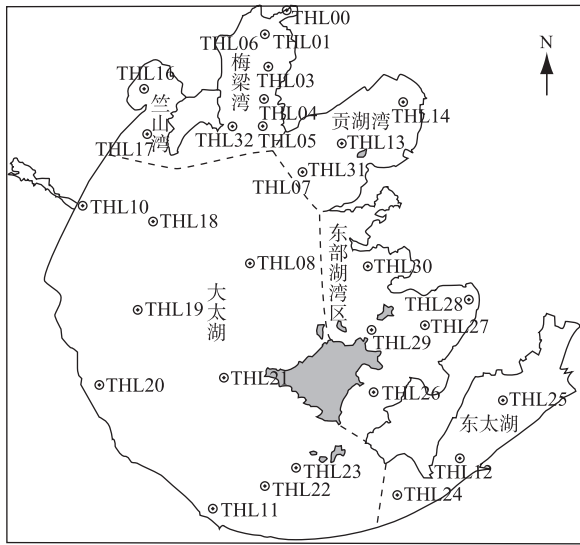 THL00
THL06
THL01
梅梁湾
THL03
THL16
THL04
THL14
竺山湾
贡湖湾
THL17
THL32
THL05
THL13
THL31
THL07
THL10
THL18
东部湖湾区
THL08
THL30
大太湖
THL28
THL19
THL27
THL29
THL20
THL21
THL26
THL25
东太湖
THL23
THL12
THL22
THL24
THL11
N